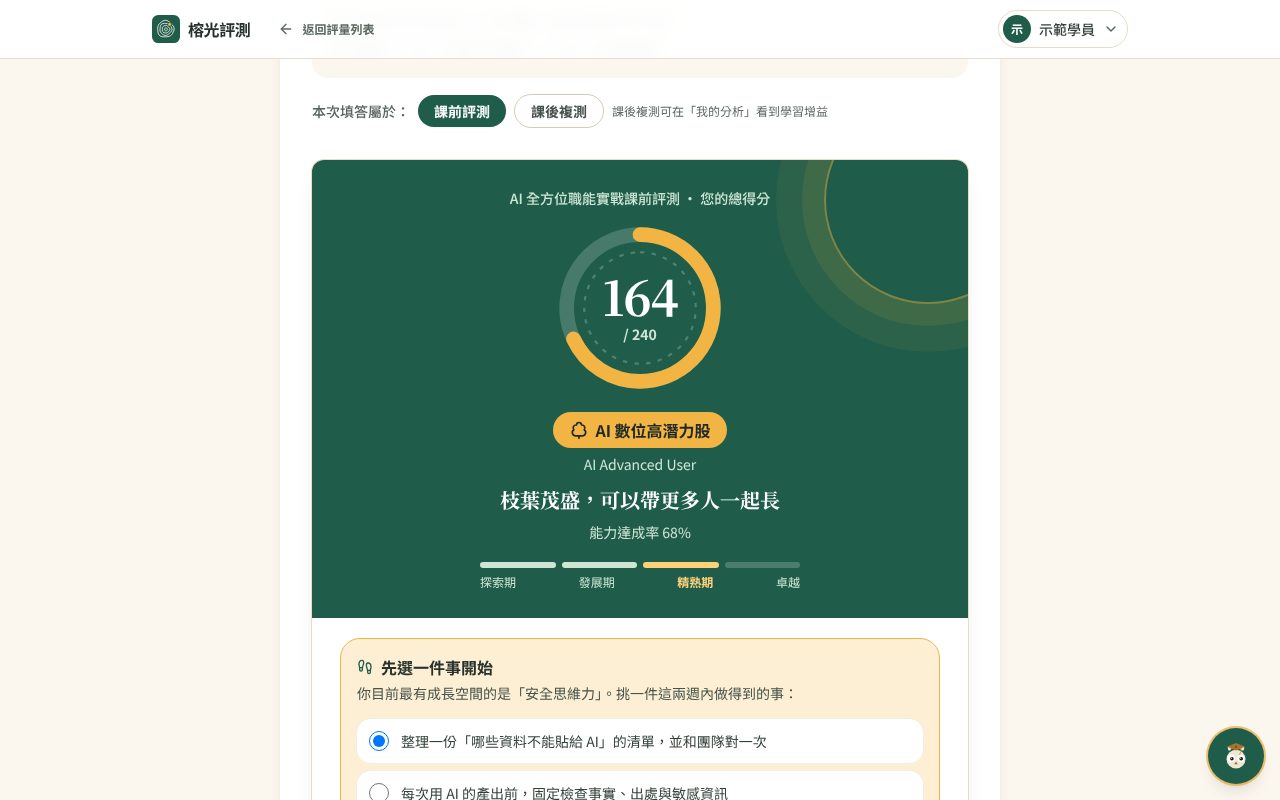 榕光評測
返回評量列表
示
示範學員
本次填答屬於：
課前評測
課後複測
課後複測可在「我的分析」看到學習增益
AI 全方位職能實戰課前評測 · 您的總得分
164
/ 240
AI 數位高潛力股
AI Advanced User
枝葉茂盛，可以帶更多人一起長
能力達成率 68%
探索期
發展期
精熟期
卓越
先選一件事開始
你目前最有成長空間的是「安全思維力」。挑一件這兩週內做得到的事：
整理一份「哪些資料不能貼給 AI」的清單，並和團隊對一次
每次用 AI 的產出前，固定檢查事實、出處與敏感資訊